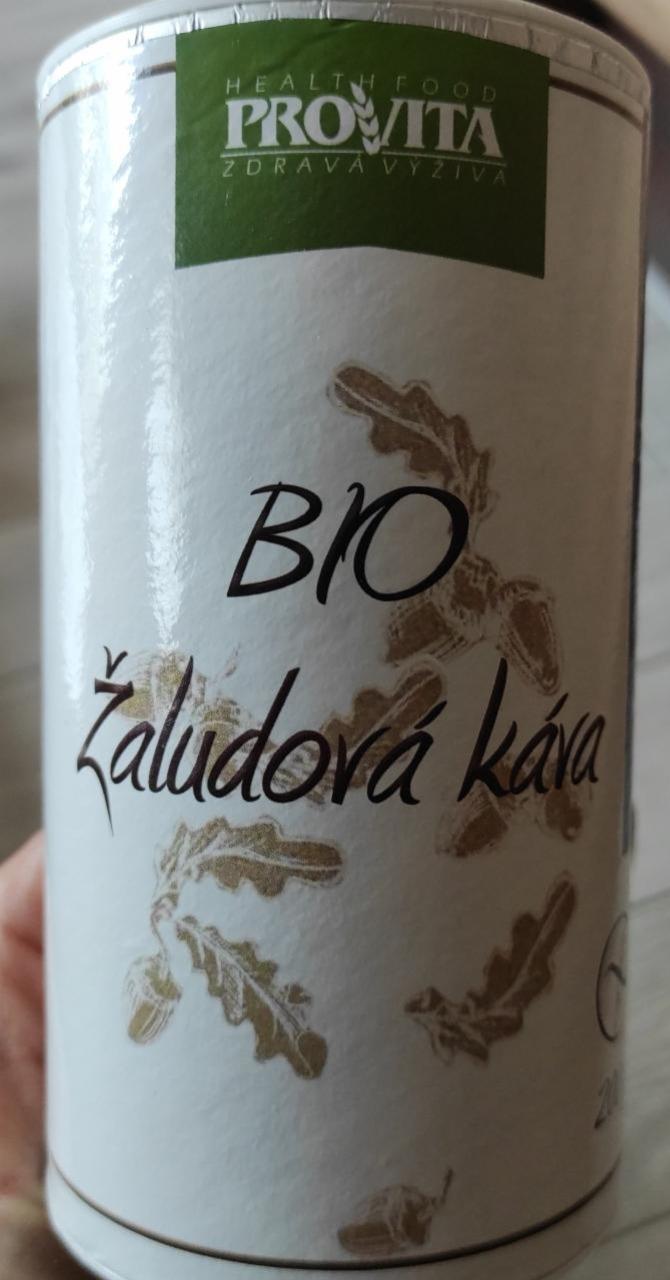 HEALTH FOOD
PROVITA
ZDRAVÁ VÝŽIVA
BIO
Žaludová káva